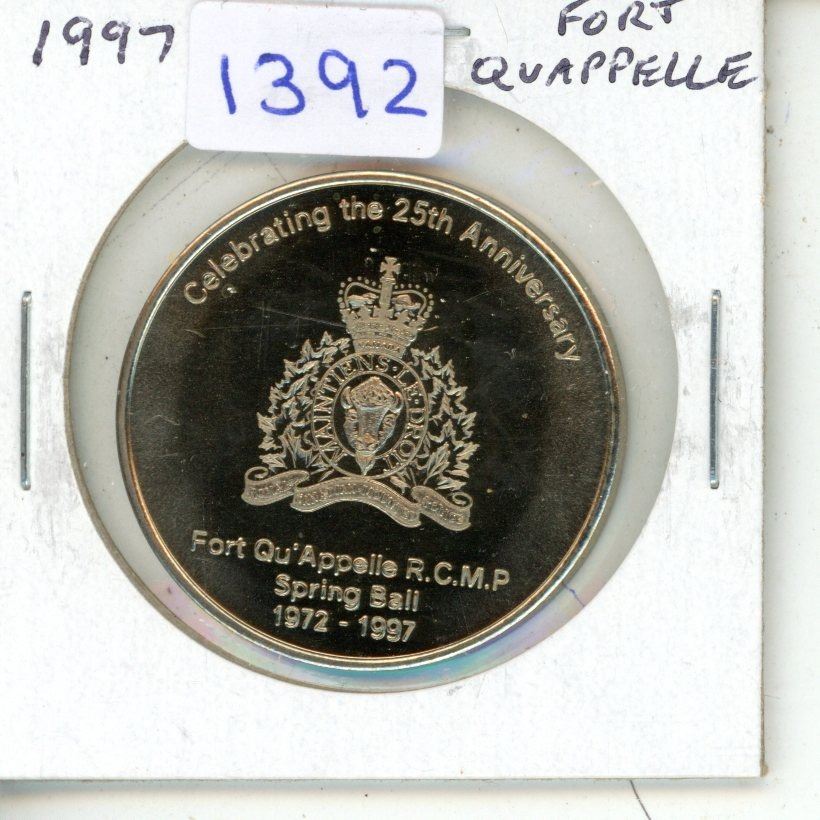 1997
1392
FORT
QUAPPELLE
Celebrating the 25th Anniversary
MAINTIENS LE DROIT
Fort Qu'Appelle R.C.M.P
Spring Ball
1972 - 1997